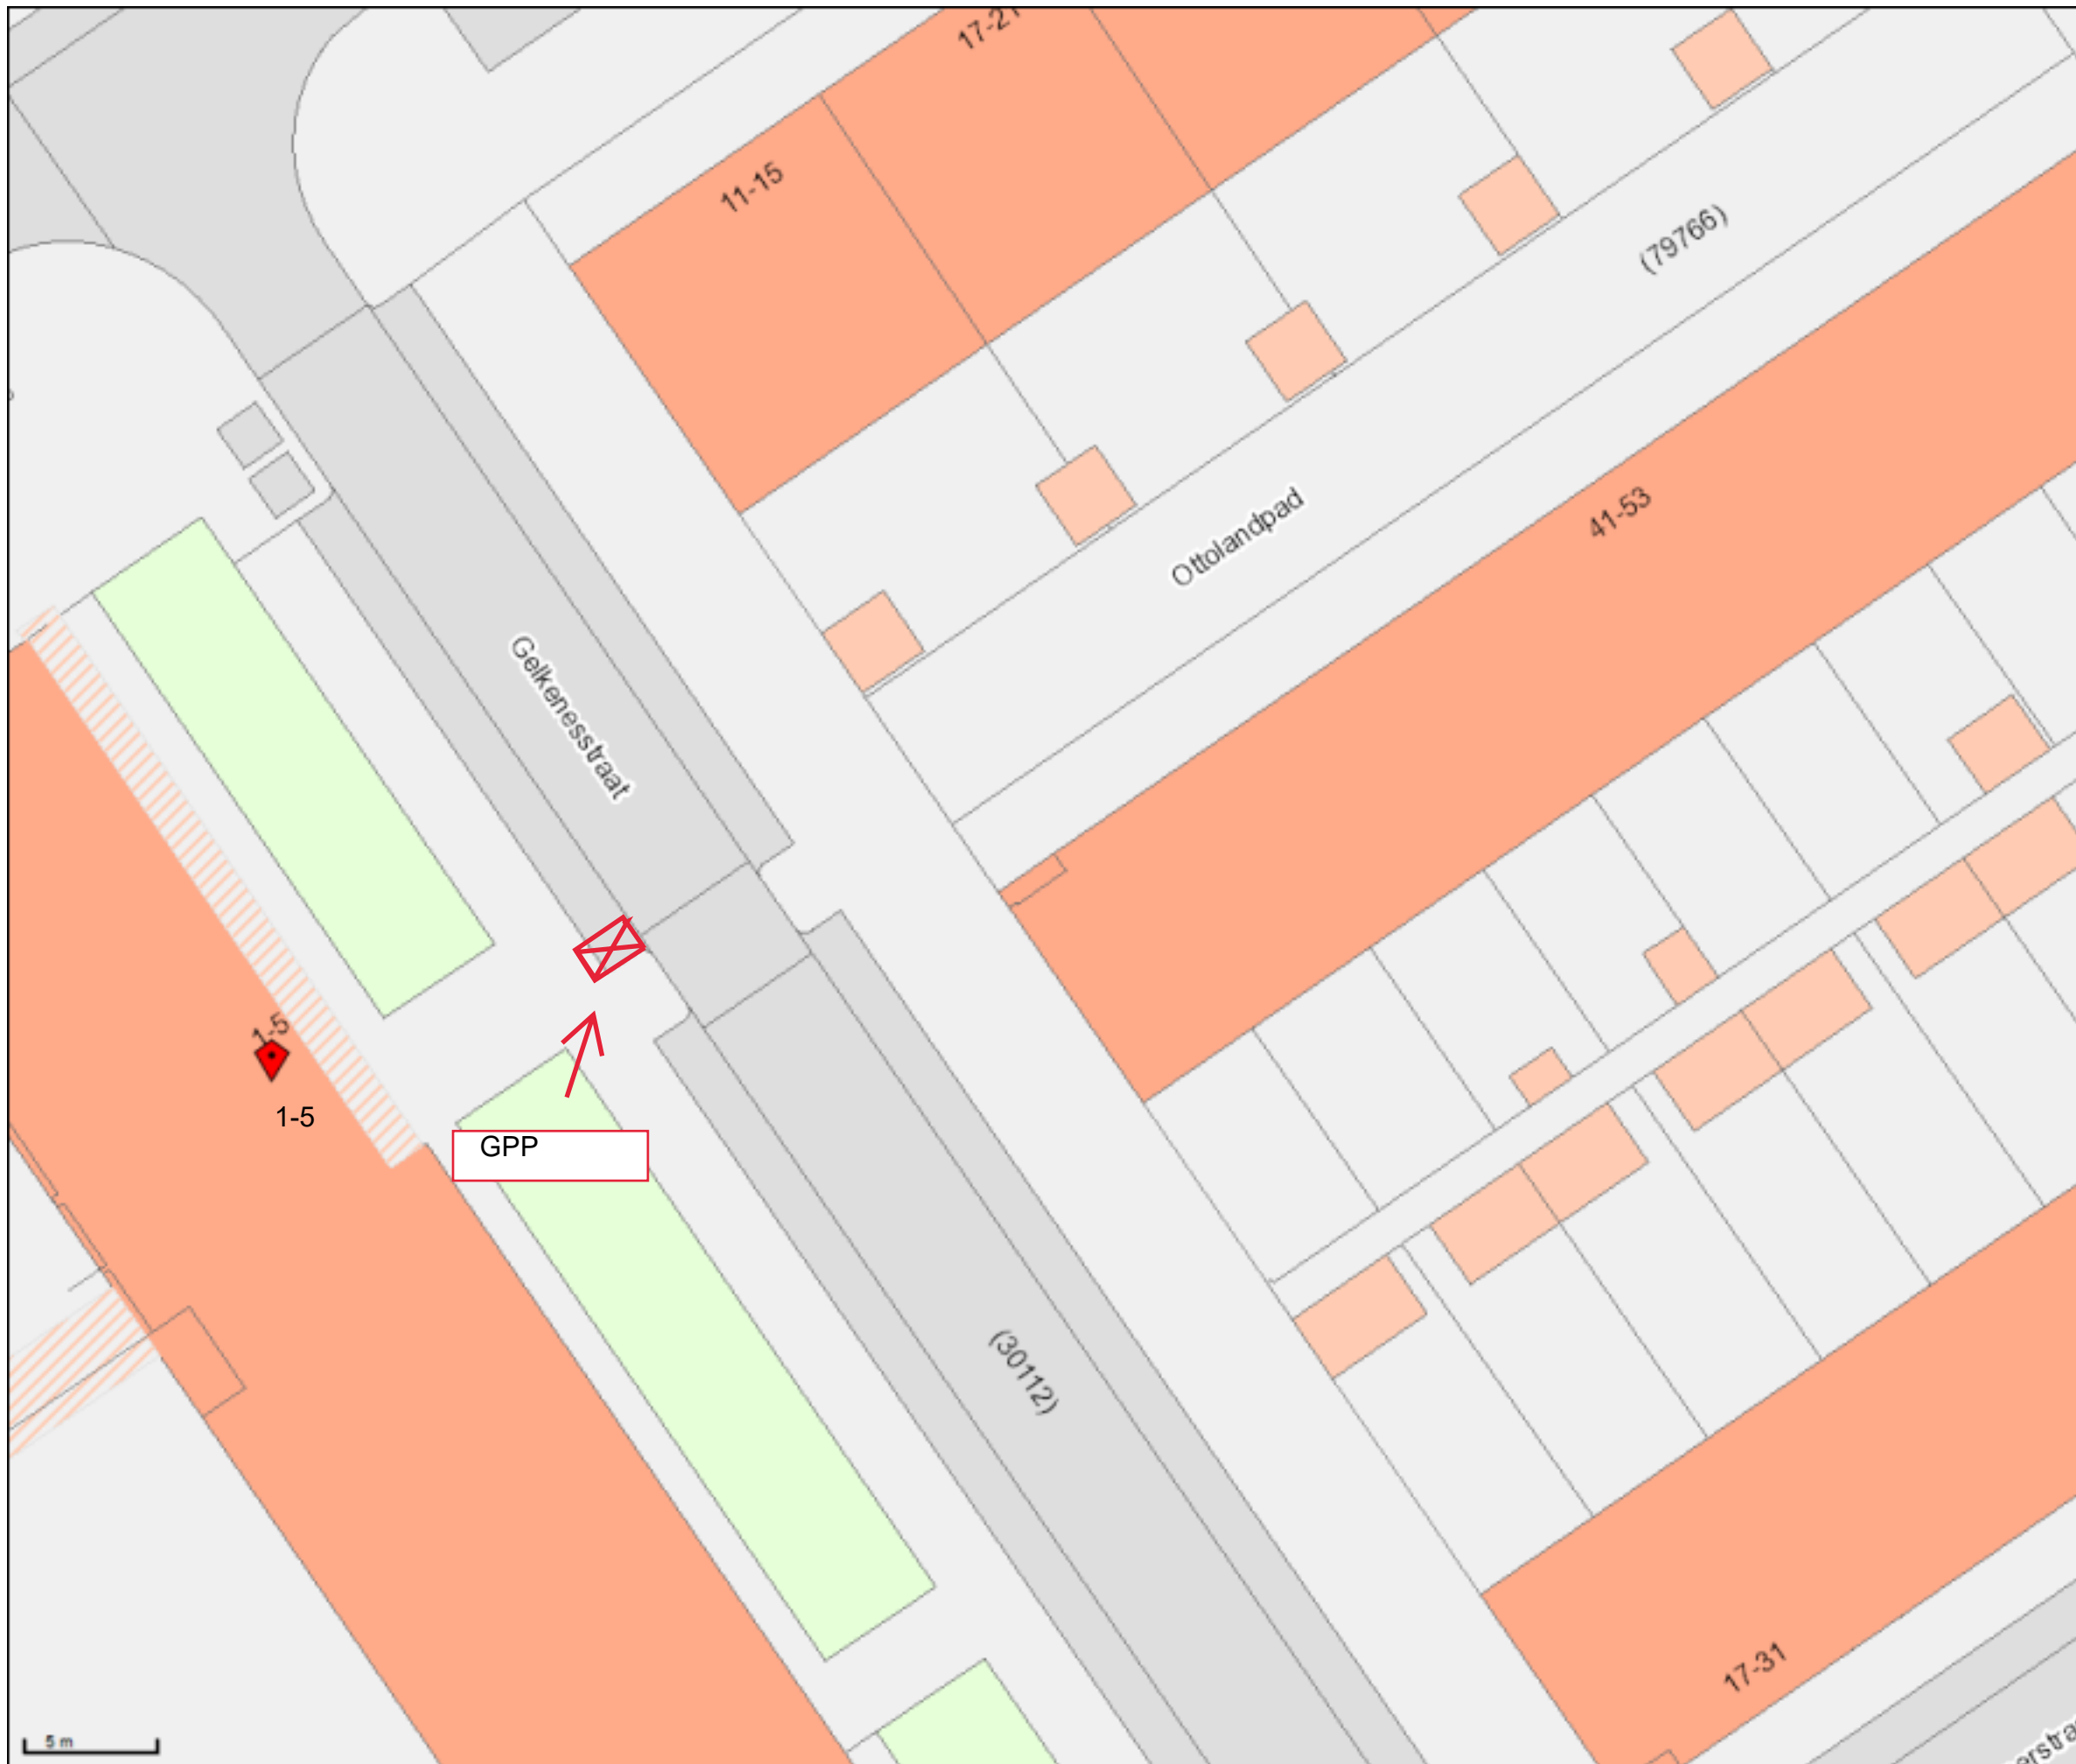 17-21
11-15
(79766)
41-53
Ottolandpad
Gelkenesstraat
1-5
1-5
GPP
(30112)
17-31
5 m